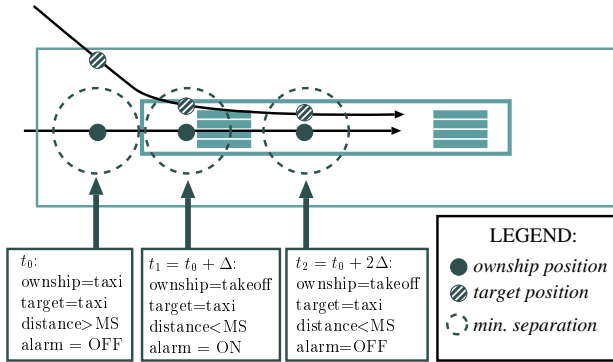 t₀:
ownship=taxi
target=taxi
distance>MS
alarm = OFF
t₁ = t₀ + Δ:
ownship=takeoff
target=taxi
distance<MS
alarm = ON
t₂ = t₀ + 2Δ:
ownship=takeoff
target=taxi
distance<MS
alarm=OFF
LEGEND:
ownship position
target position
min. separation